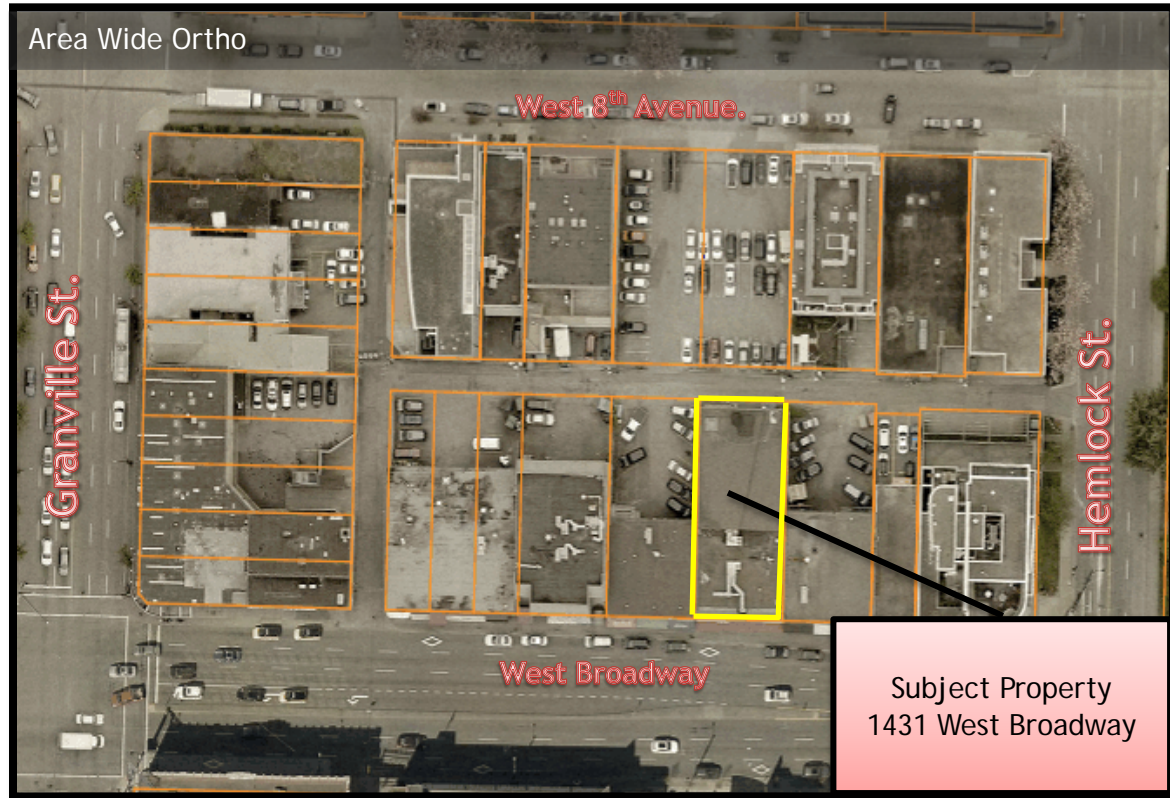 Area Wide Ortho
West 8th Avenue.
Granville St.
Hemlock St.
West Broadway
Subject Property
1431 West Broadway